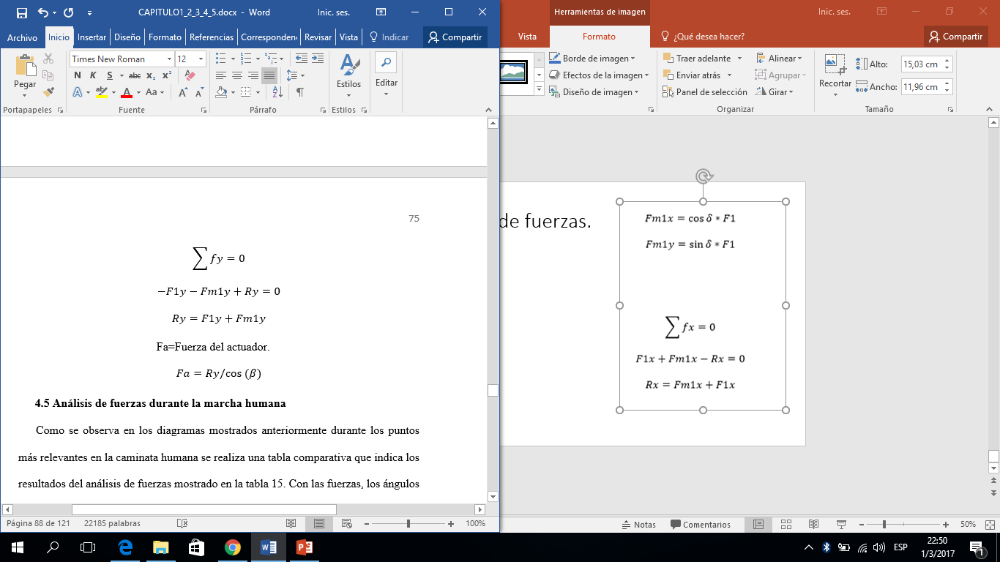 CAPITULO1_2_3_4_5.docx - Word
Inic. ses.
Archivo Inicio Insertar Diseño Formato Referencias Corresponden Revisar Vista Indicar Compartir
Pegar
Portapapeles
Times New Roman 12
N K S abc x₂ x²
A A Aa A A
Fuente
Párrafo
Estilos
Estilos
Editar
Herramientas de imagen
Inic. ses.
Vista Formato ¿Qué desea hacer? Compartir
Borde de imagen
Efectos de la imagen
Diseño de imagen
Traer adelante
Enviar atrás
Panel de selección
Alinear
Agrupar
Girar
Organizar
Recortar
Alto: 15,03 cm
Ancho: 11,96 cm
Tamaño
75
∑ fy = 0
−F1y − Fm1y + Ry = 0
Ry = F1y + Fm1y
Fa=Fuerza del actuador.
Fa = Ry/cos (β)
4.5 Análisis de fuerzas durante la marcha humana
Como se observa en los diagramas mostrados anteriormente durante los puntos
más relevantes en la caminata humana se realiza una tabla comparativa que indica los
resultados del análisis de fuerzas mostrado en la tabla 15. Con las fuerzas, los ángulos
de fuerzas.
Fm1x = cos δ ∗ F1
Fm1y = sin δ ∗ F1
∑ fx = 0
F1x + Fm1x − Rx = 0
Rx = Fm1x + F1x
Página 88 de 121 22185 palabras 100%
Notas Comentarios 50%
ESP
22:50
1/3/2017
1